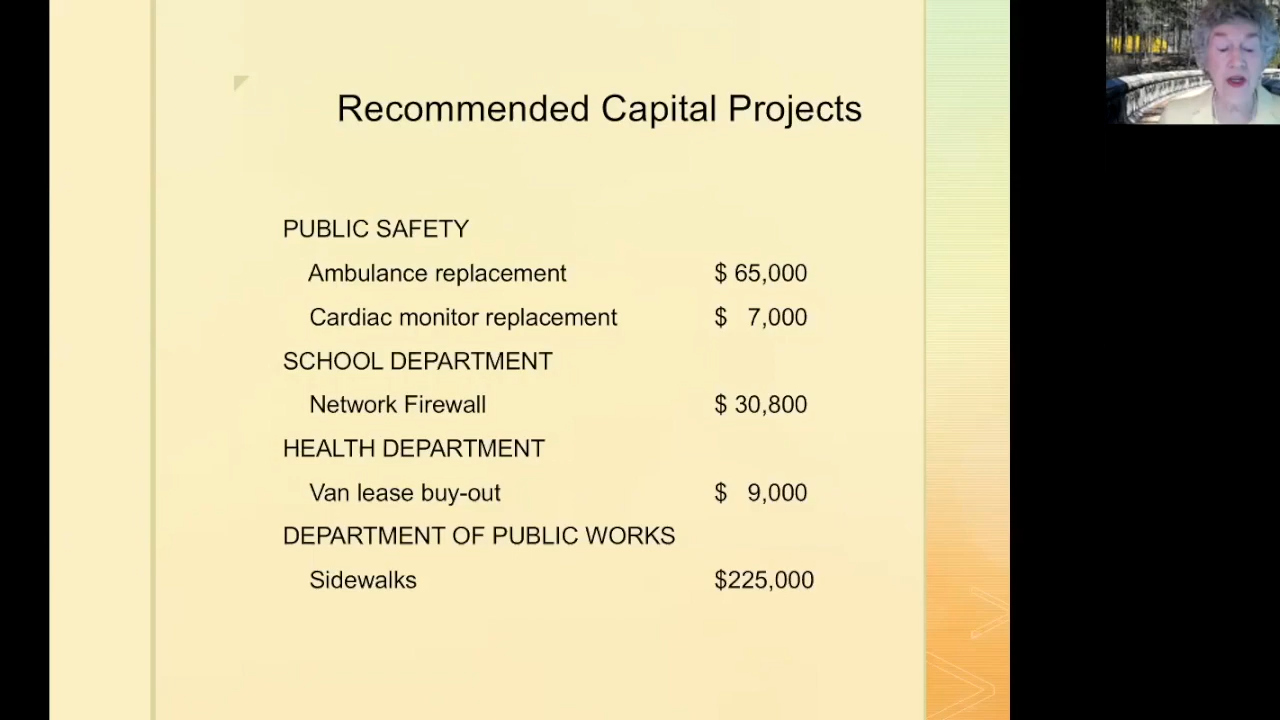 Recommended Capital Projects
PUBLIC SAFETY
Ambulance replacement $ 65,000
Cardiac monitor replacement $ 7,000
SCHOOL DEPARTMENT
Network Firewall $ 30,800
HEALTH DEPARTMENT
Van lease buy-out $ 9,000
DEPARTMENT OF PUBLIC WORKS
Sidewalks $225,000